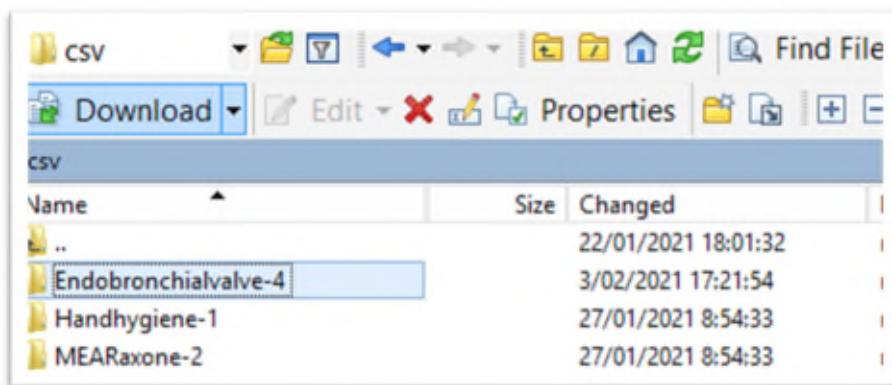 csv Find File
Download Edit Properties
csv
Name Size Changed
.. 22/01/2021 18:01:32
Endobronchialvalve-4 3/02/2021 17:21:54
Handhygiene-1 27/01/2021 8:54:33
MEARaxone-2 27/01/2021 8:54:33